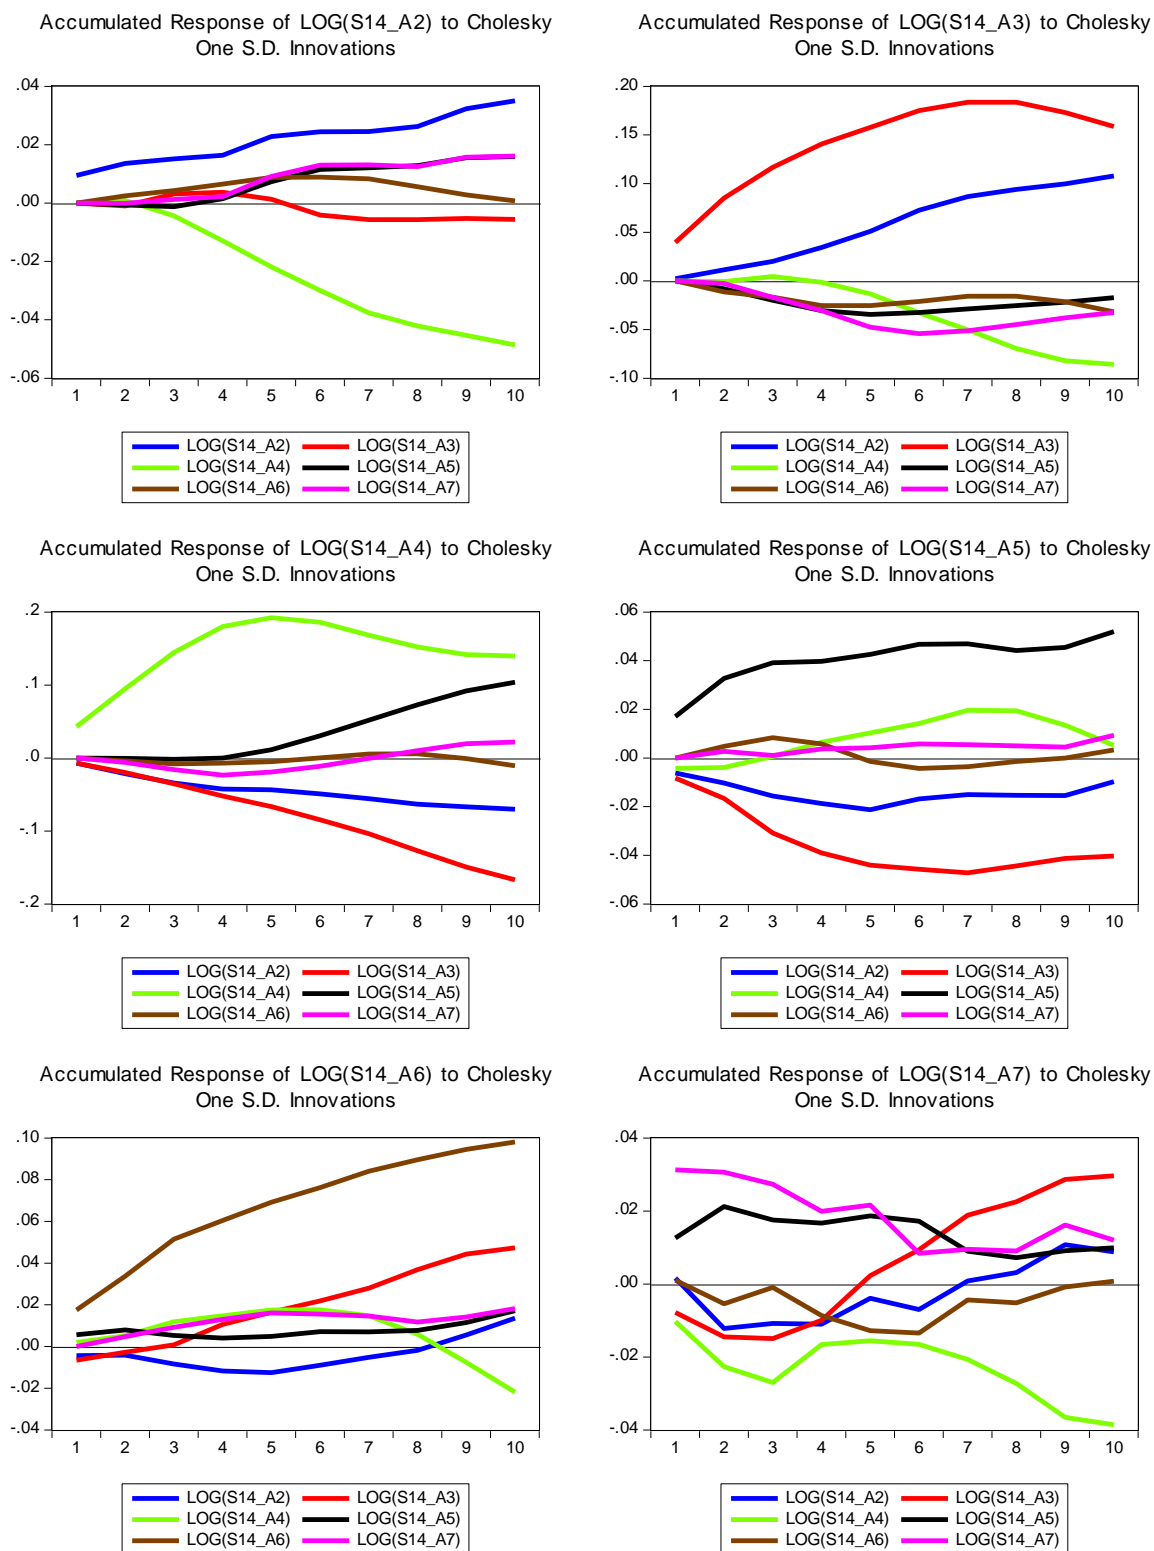 Accumulated Response of LOG(S14_A2) to Cholesky
One S.D. Innovations
.04
.02
.00
-.02
-.04
-.06
1 2 3 4 5 6 7 8 9 10
LOG(S14_A2) LOG(S14_A3)
LOG(S14_A4) LOG(S14_A5)
LOG(S14_A6) LOG(S14_A7)
Accumulated Response of LOG(S14_A3) to Cholesky
One S.D. Innovations
.20
.15
.10
.05
.00
-.05
-.10
1 2 3 4 5 6 7 8 9 10
LOG(S14_A2) LOG(S14_A3)
LOG(S14_A4) LOG(S14_A5)
LOG(S14_A6) LOG(S14_A7)
Accumulated Response of LOG(S14_A4) to Cholesky
One S.D. Innovations
.2
.1
.0
-.1
-.2
1 2 3 4 5 6 7 8 9 10
LOG(S14_A2) LOG(S14_A3)
LOG(S14_A4) LOG(S14_A5)
LOG(S14_A6) LOG(S14_A7)
Accumulated Response of LOG(S14_A5) to Cholesky
One S.D. Innovations
.06
.04
.02
.00
-.02
-.04
-.06
1 2 3 4 5 6 7 8 9 10
LOG(S14_A2) LOG(S14_A3)
LOG(S14_A4) LOG(S14_A5)
LOG(S14_A6) LOG(S14_A7)
Accumulated Response of LOG(S14_A6) to Cholesky
One S.D. Innovations
.10
.08
.06
.04
.02
.00
-.02
-.04
1 2 3 4 5 6 7 8 9 10
LOG(S14_A2) LOG(S14_A3)
LOG(S14_A4) LOG(S14_A5)
LOG(S14_A6) LOG(S14_A7)
Accumulated Response of LOG(S14_A7) to Cholesky
One S.D. Innovations
.04
.02
.00
-.02
-.04
1 2 3 4 5 6 7 8 9 10
LOG(S14_A2) LOG(S14_A3)
LOG(S14_A4) LOG(S14_A5)
LOG(S14_A6) LOG(S14_A7)